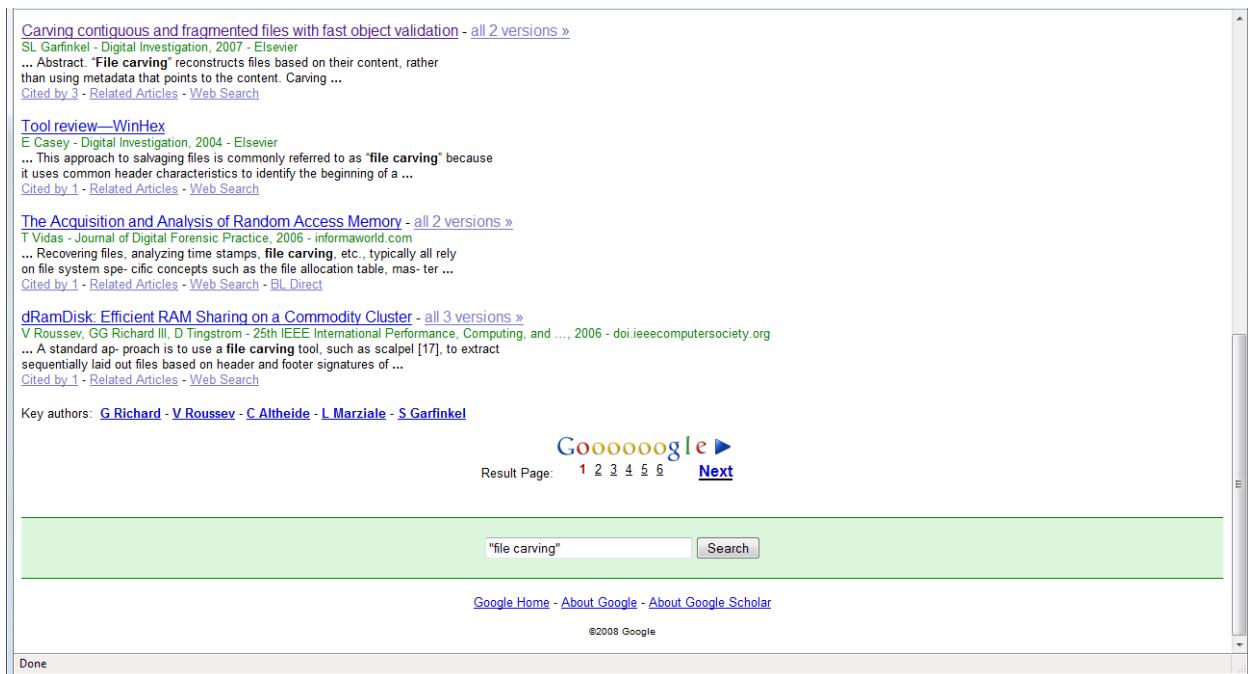 Carving contiguous and fragmented files with fast object validation - all 2 versions »
SL Garfinkel - Digital Investigation, 2007 - Elsevier
... Abstract. “File carving” reconstructs files based on their content, rather
than using metadata that points to the content. Carving ...
Cited by 3 - Related Articles - Web Search
Tool review—WinHex
E Casey - Digital Investigation, 2004 - Elsevier
... This approach to salvaging files is commonly referred to as “file carving” because
it uses common header characteristics to identify the beginning of a ...
Cited by 1 - Related Articles - Web Search
The Acquisition and Analysis of Random Access Memory - all 2 versions »
T Vidas - Journal of Digital Forensic Practice, 2006 - informaworld.com
... Recovering files, analyzing time stamps, file carving, etc., typically all rely
on file system spe- cific concepts such as the file allocation table, mas- ter ...
Cited by 1 - Related Articles - Web Search - BL Direct
dRamDisk: Efficient RAM Sharing on a Commodity Cluster - all 3 versions »
V Roussev, GG Richard III, D Tingstrom - 25th IEEE International Performance, Computing, and ..., 2006 - doi.ieeecomputersociety.org
... A standard ap- proach is to use a file carving tool, such as scalpel [17], to extract
sequentially laid out files based on header and footer signatures of ...
Cited by 1 - Related Articles - Web Search
Key authors: G Richard - V Roussev - C Altheide - L Marziale - S Garfinkel
Goooooogle
Result Page: 1 2 3 4 5 6 Next
"file carving" Search
Google Home - About Google - About Google Scholar
©2008 Google
Done